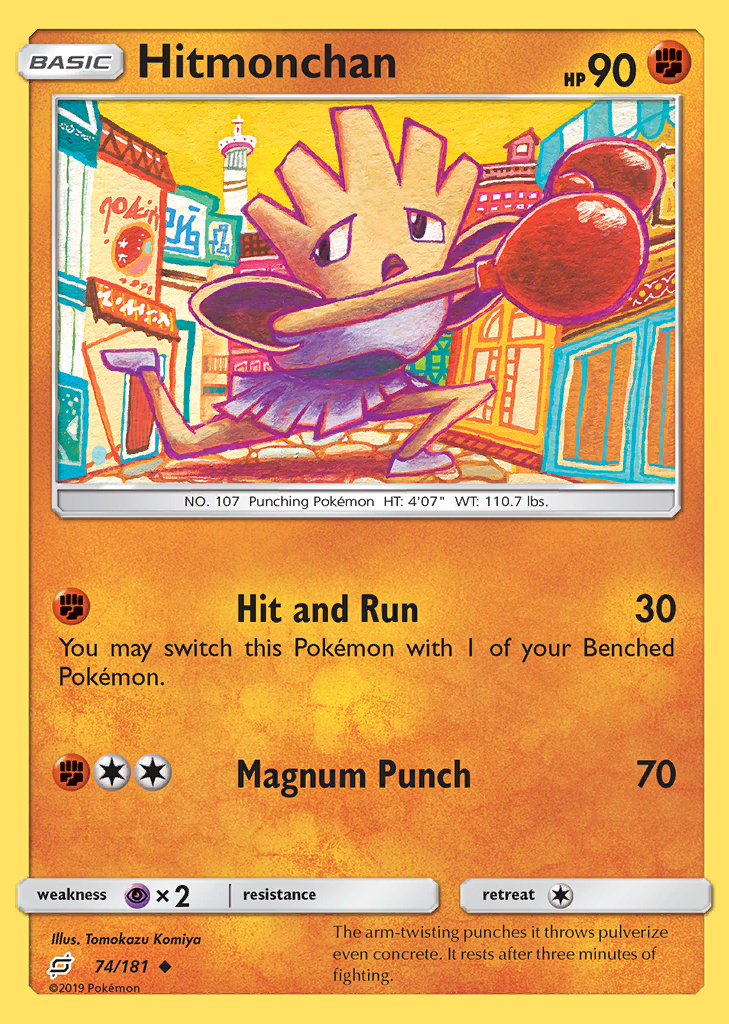 BASIC Hitmonchan HP 90
NO. 107 Punching Pokémon HT: 4'07" WT: 110.7 lbs.
Hit and Run 30
You may switch this Pokémon with 1 of your Benched
Pokémon.
Magnum Punch 70
weakness × 2 resistance retreat
Illus. Tomokazu Komiya
74/181
©2019 Pokémon
The arm-twisting punches it throws pulverize
even concrete. It rests after three minutes of
fighting.